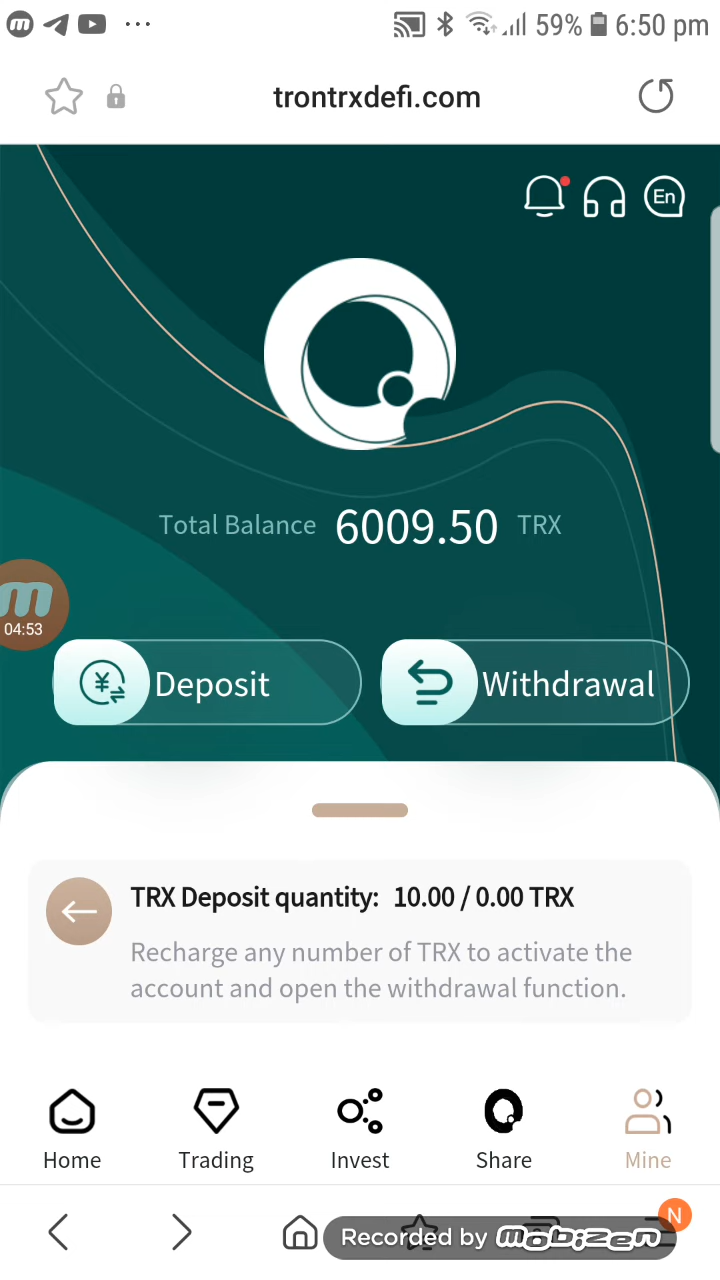 59% 6:50 pm
trontrxdefi.com
En
Total Balance 6009.50 TRX
m
04:53
Deposit
Withdrawal
TRX Deposit quantity: 10.00 / 0.00 TRX
Recharge any number of TRX to activate the
account and open the withdrawal function.
Home Trading Invest Share Mine
N
Recorded by mobizen